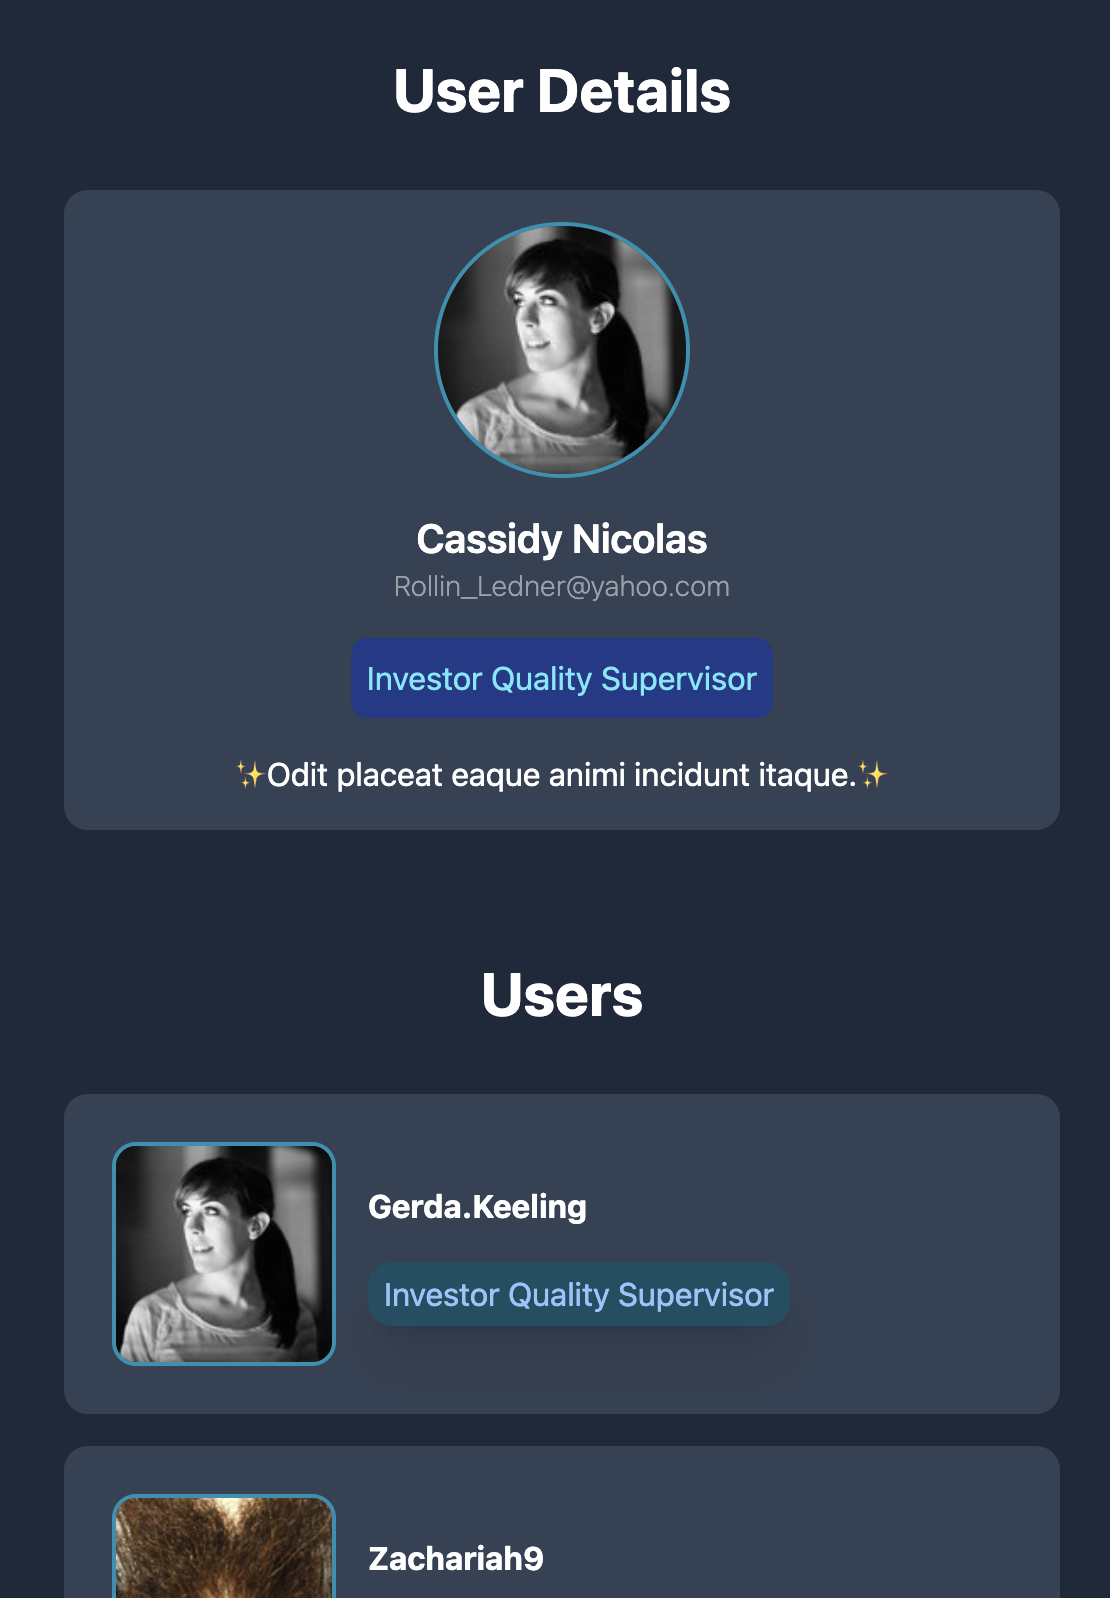 User Details
Cassidy Nicolas
Rollin_Ledner@yahoo.com
Investor Quality Supervisor
✨Odit placeat eaque animi incidunt itaque.✨
Users
Gerda.Keeling
Investor Quality Supervisor
Zachariah9